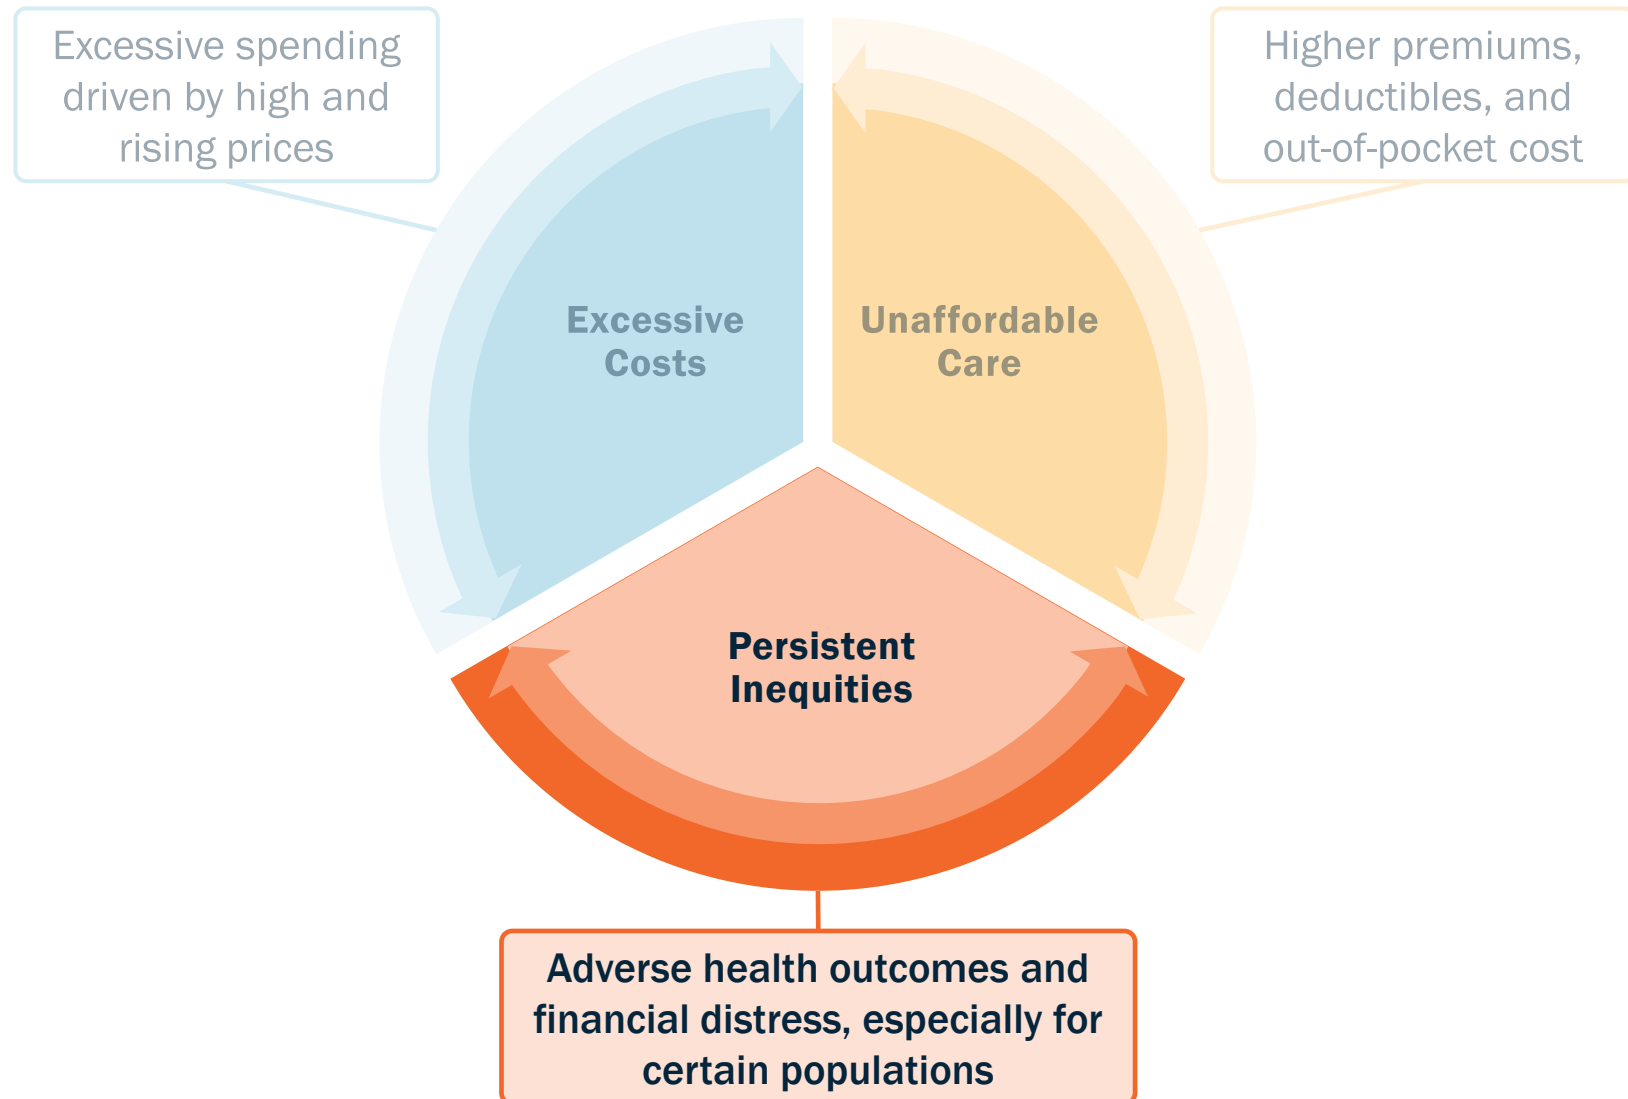 Excessive spending
driven by high and
rising prices
Higher premiums,
deductibles, and
out-of-pocket cost
Excessive
Costs
Unaffordable
Care
Persistent
Inequities
Adverse health outcomes and
financial distress, especially for
certain populations